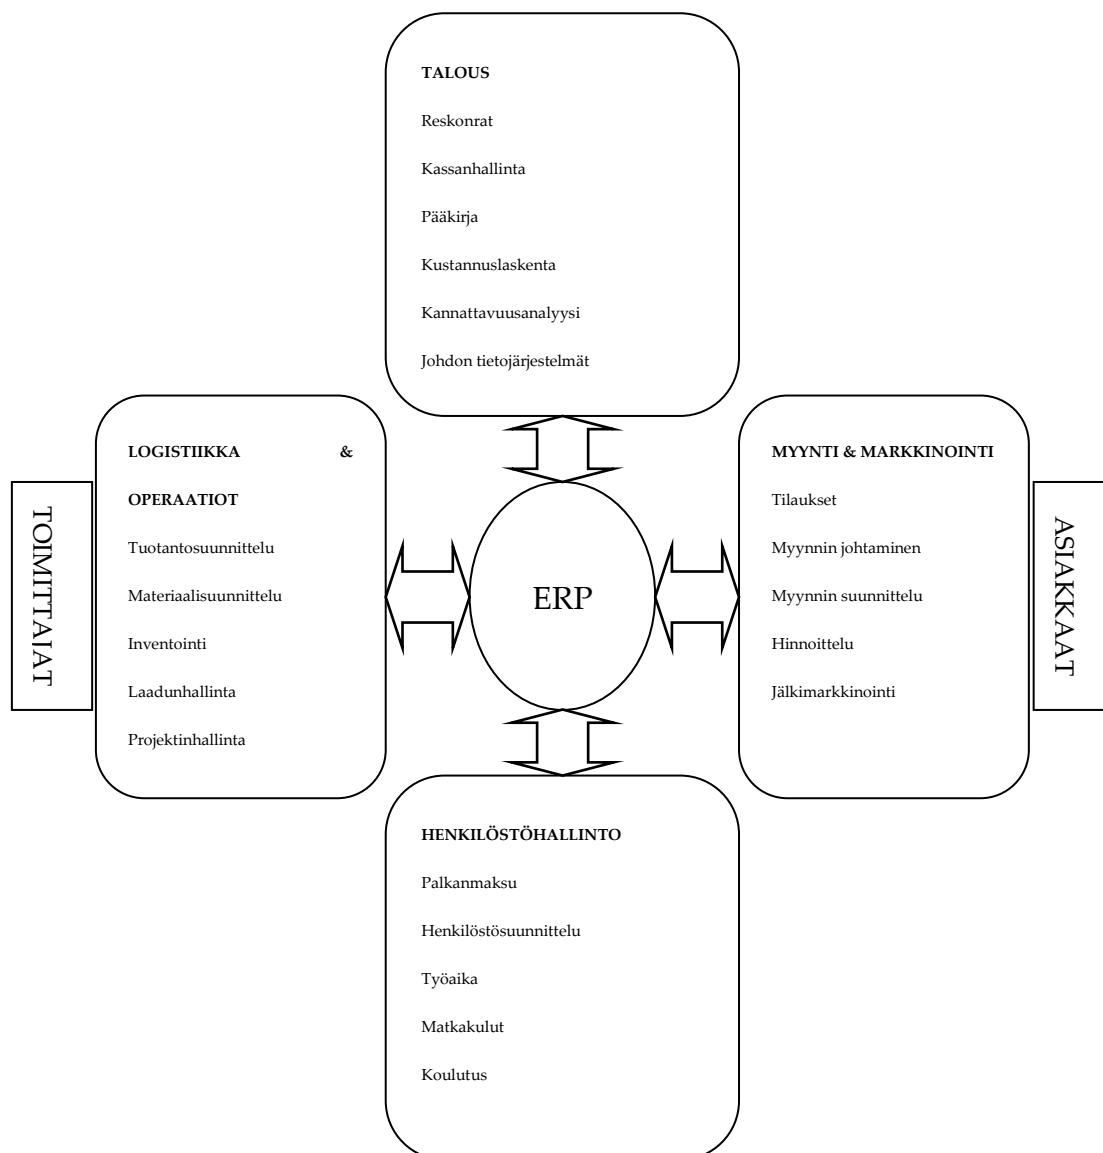 TALOUS
Reskonrat
Kassanhallinta
Pääkirja
Kustannuslaskenta
Kannattavuusanalyysi
Johdon tietojärjestelmät
TOIMITTAJAT
LOGISTIIKKA &
OPERAATIOT
Tuotantosuunnittelu
Materiaalisuunnittelu
Inventointi
Laadunhallinta
Projektinhallinta
ERP
MYYNTI & MARKKINOINTI
Tilaukset
Myynnin johtaminen
Myynnin suunnittelu
Hinnoittelu
Jälkimarkkinointi
ASIAKKAAT
HENKILÖSTÖHALLINTO
Palkanmaksu
Henkilöstösuunnittelu
Työaika
Matkakulut
Koulutus